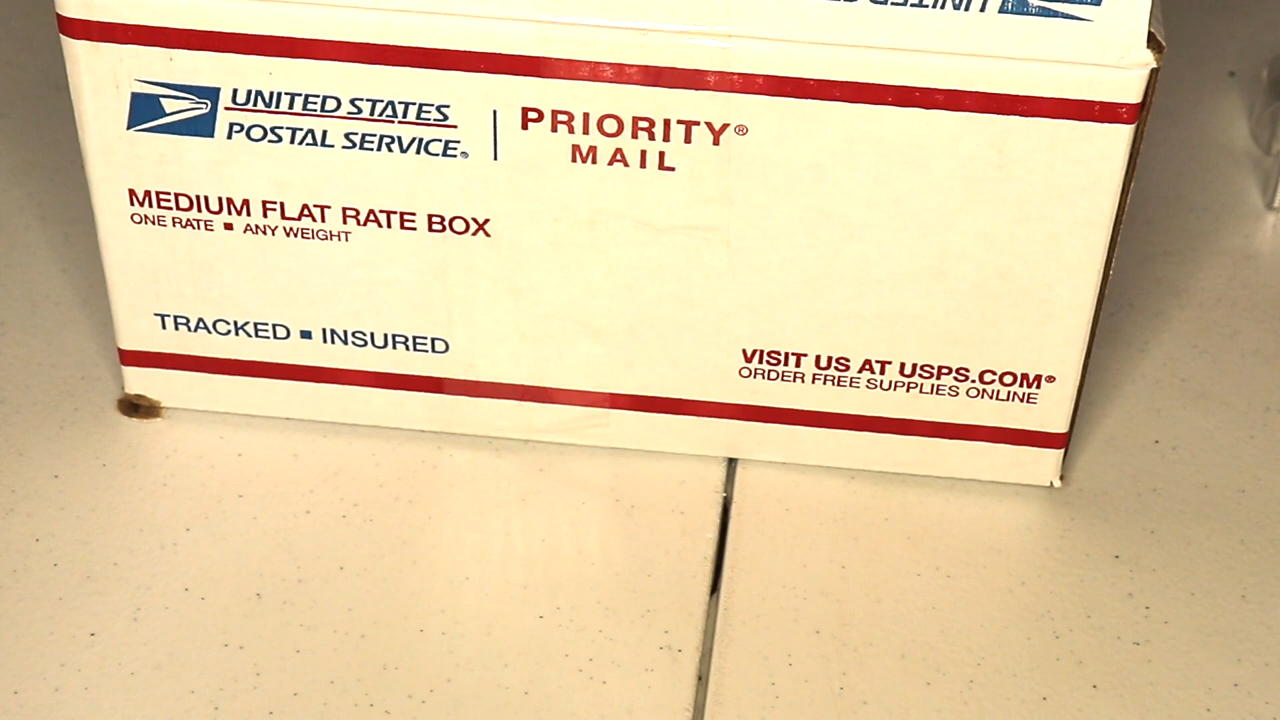 UNITED STATES
POSTAL SERVICE®
PRIORITY®
MAIL
MEDIUM FLAT RATE BOX
ONE RATE ■ ANY WEIGHT
TRACKED ■ INSURED
VISIT US AT USPS.COM®
ORDER FREE SUPPLIES ONLINE
UNITED